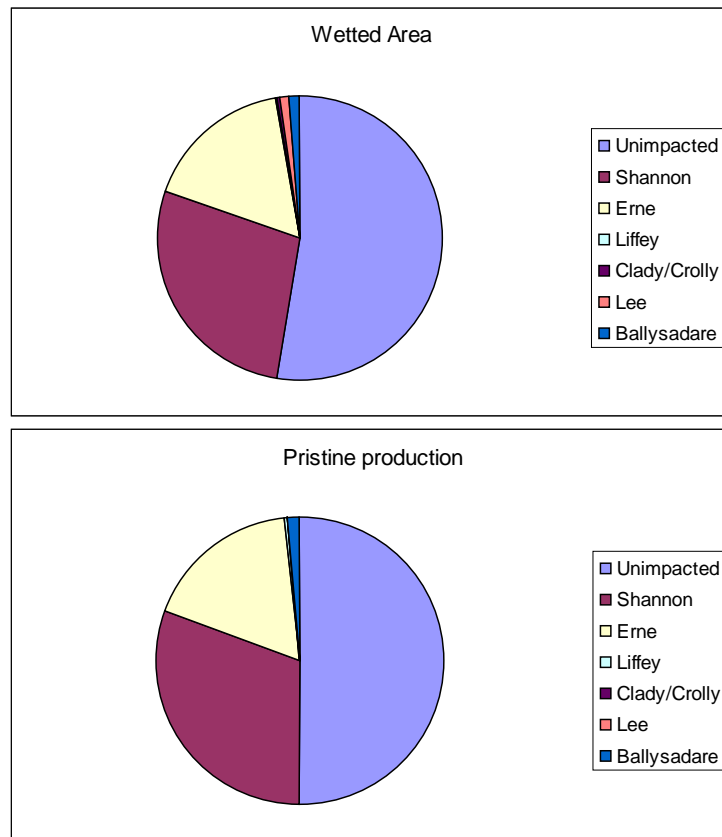 Wetted Area
Unimpacted
Shannon
Erne
Liffey
Clady/Crolly
Lee
Ballysadare
Pristine production
Unimpacted
Shannon
Erne
Liffey
Clady/Crolly
Lee
Ballysadare